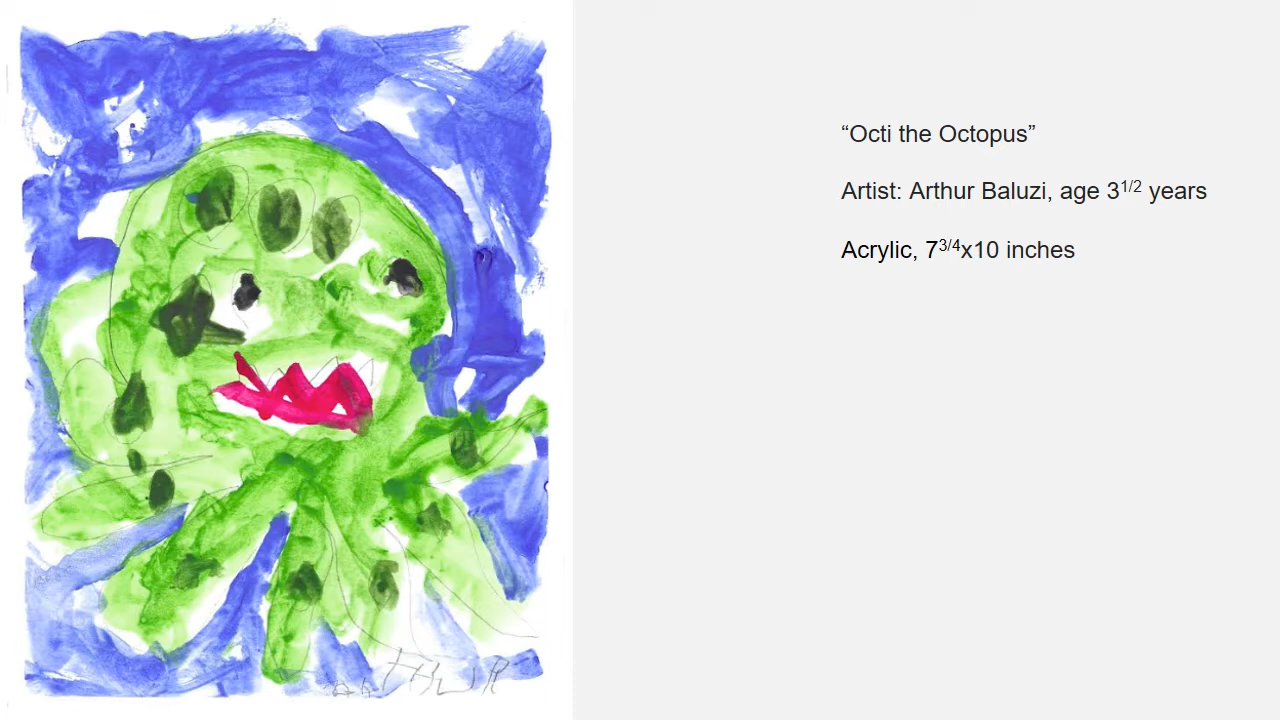 “Octi the Octopus”
Artist: Arthur Baluzi, age 3 1/2 years
Acrylic, 7 3/4x10 inches